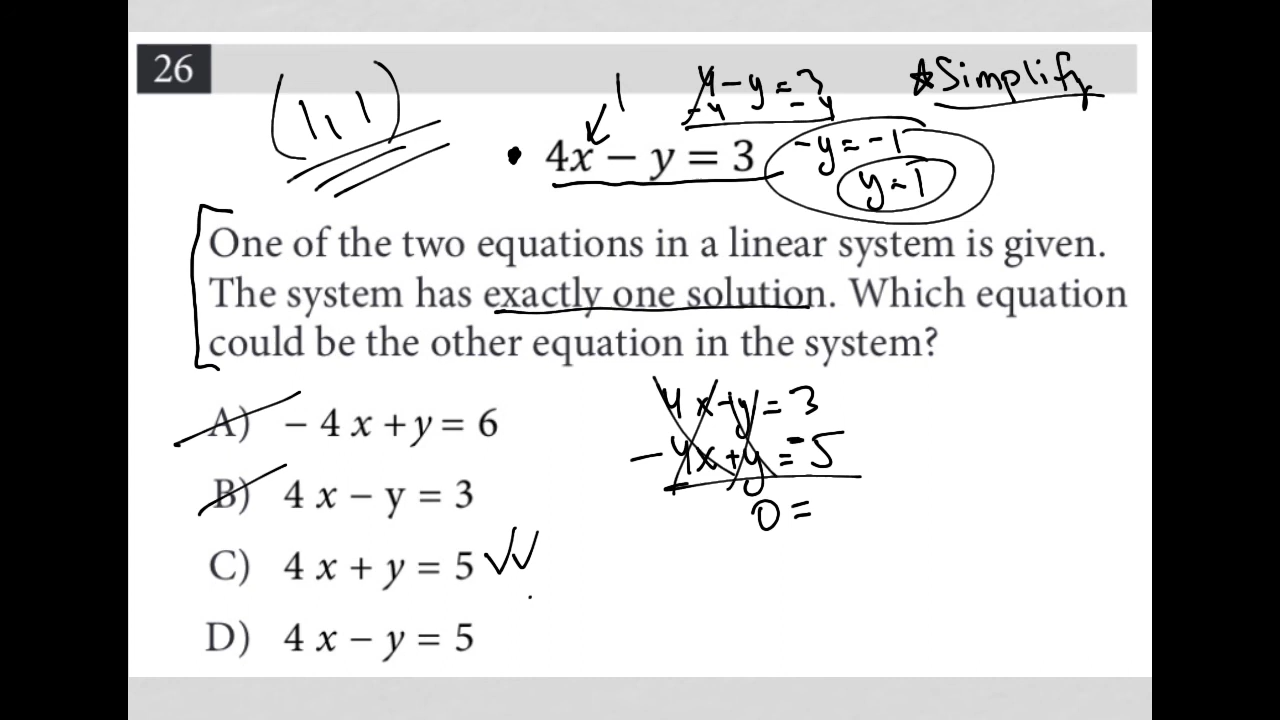 26
(1,1)
1
4 - y = 3
-4 -4
☆Simplify
• 4x − y = 3
-y = -1
y = 1
One of the two equations in a linear system is given.
The system has exactly one solution. Which equation
could be the other equation in the system?
A) − 4 x + y = 6
B) 4 x − y = 3
C) 4 x + y = 5 ✓✓
D) 4 x − y = 5
4x + y = 3
- 4x + y = -5
0 =